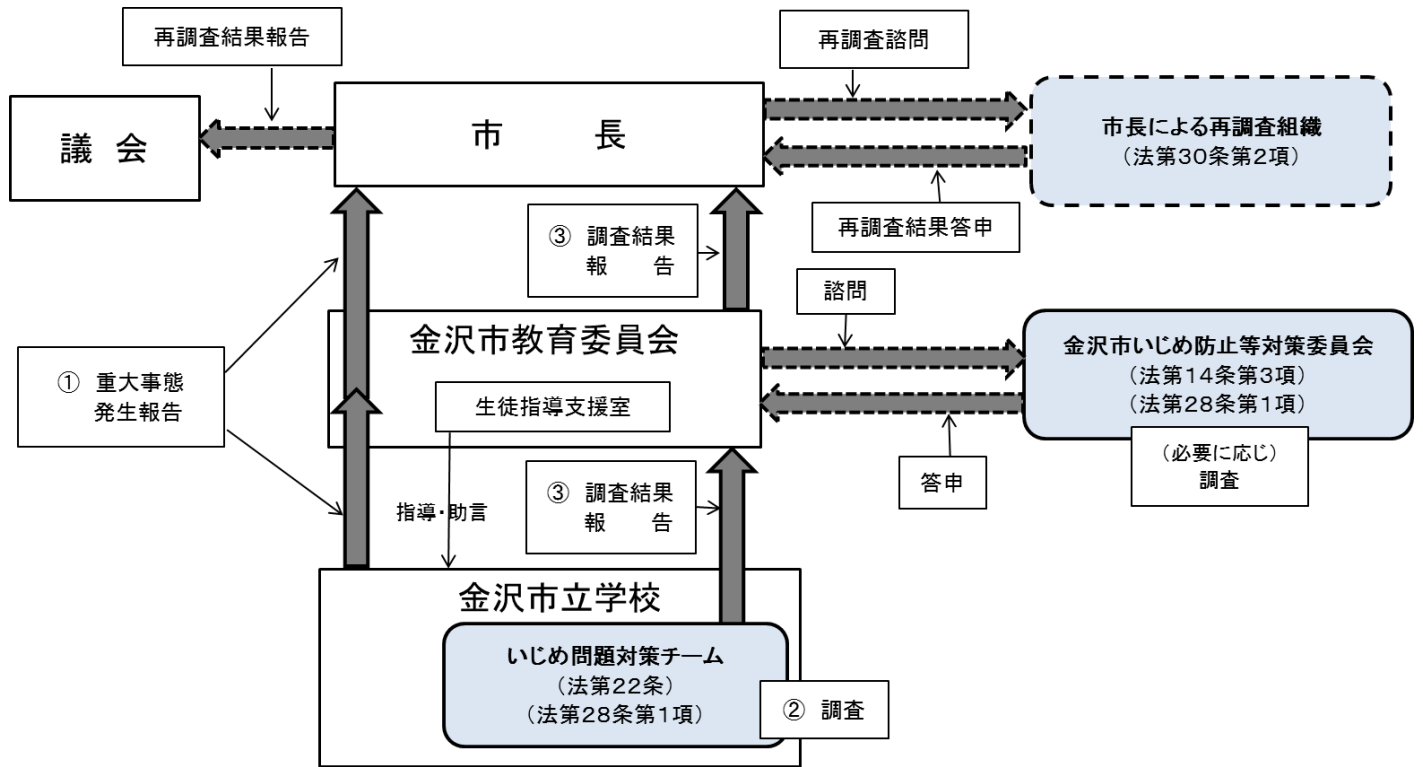 再調査結果報告
再調査諮問
議 会
市 長
市長による再調査組織
(法第30条第2項)
再調査結果答申
③ 調査結果
報 告
諮問
① 重大事態
発生報告
金沢市教育委員会
生徒指導支援室
金沢市いじめ防止等対策委員会
(法第14条第3項)
(法第28条第1項)
(必要に応じ)
調査
答申
指導・助言
③ 調査結果
報 告
金沢市立学校
いじめ問題対策チーム
(法第22条)
(法第28条第1項)
② 調査